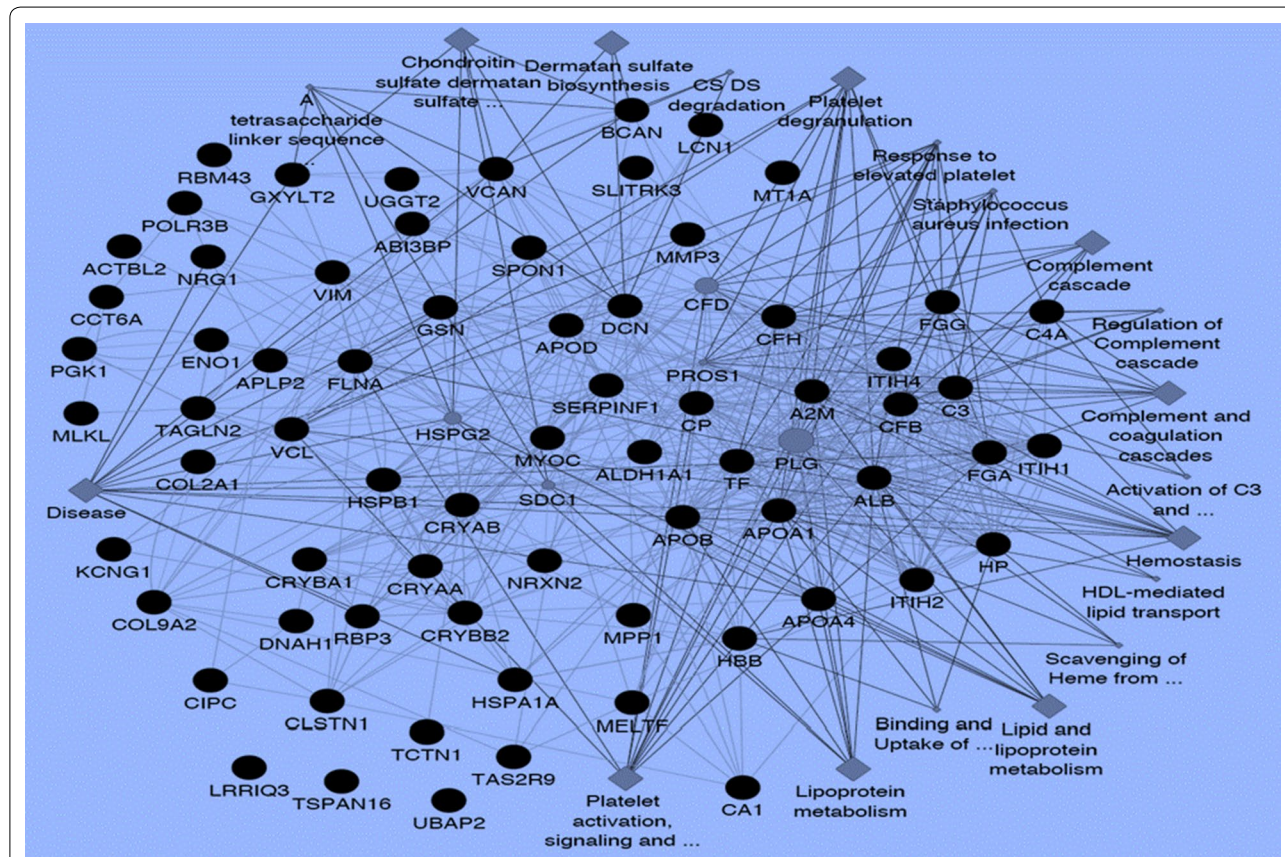 Chondroitin
sulfate dermatan
sulfate ...
Dermatan sulfate
biosynthesis
CS DS
degradation
A
tetrasaccharide
linker sequence
...
Platelet
degranulation
BCAN
LCN1
Response to
elevated platelet
RBM43
GXYLT2
UGGT2
VCAN
SLITRK3
MT1A
Staphylococcus
aureus infection
POLR3B
ABI3BP
MMP3
ACTBL2
NRG1
VIM
SPON1
Complement
cascade
CCT6A
GSN
APOD
DCN
CFD
CFH
FGG
C4A
Regulation of
Complement
cascade
PGK1
ENO1
APLP2
FLNA
PROS1
ITIH4
SERPINF1
CP
A2M
CFB
C3
MLKL
TAGLN2
VCL
HSPG2
MYOC
ALDH1A1
TF
PLG
FGA
ITIH1
Complement and
coagulation
cascades
COL2A1
HSPB1
SDC1
ALB
Activation of C3
and ...
Disease
CRYAB
APOB
APOA1
HP
Hemostasis
KCNG1
CRYBA1
CRYAA
NRXN2
ITIH2
HDL-mediated
lipid transport
COL9A2
DNAH1
RBP3
CRYBB2
MPP1
APOA4
HBB
Scavenging of
Heme from ...
CIPC
CLSTN1
HSPA1A
MELTF
Binding and
Uptake of ...
Lipid and
lipoprotein
metabolism
TCTN1
TAS2R9
LRRIQ3
TSPAN16
UBAP2
Platelet
activation,
signaling and ...
CA1
Lipoprotein
metabolism